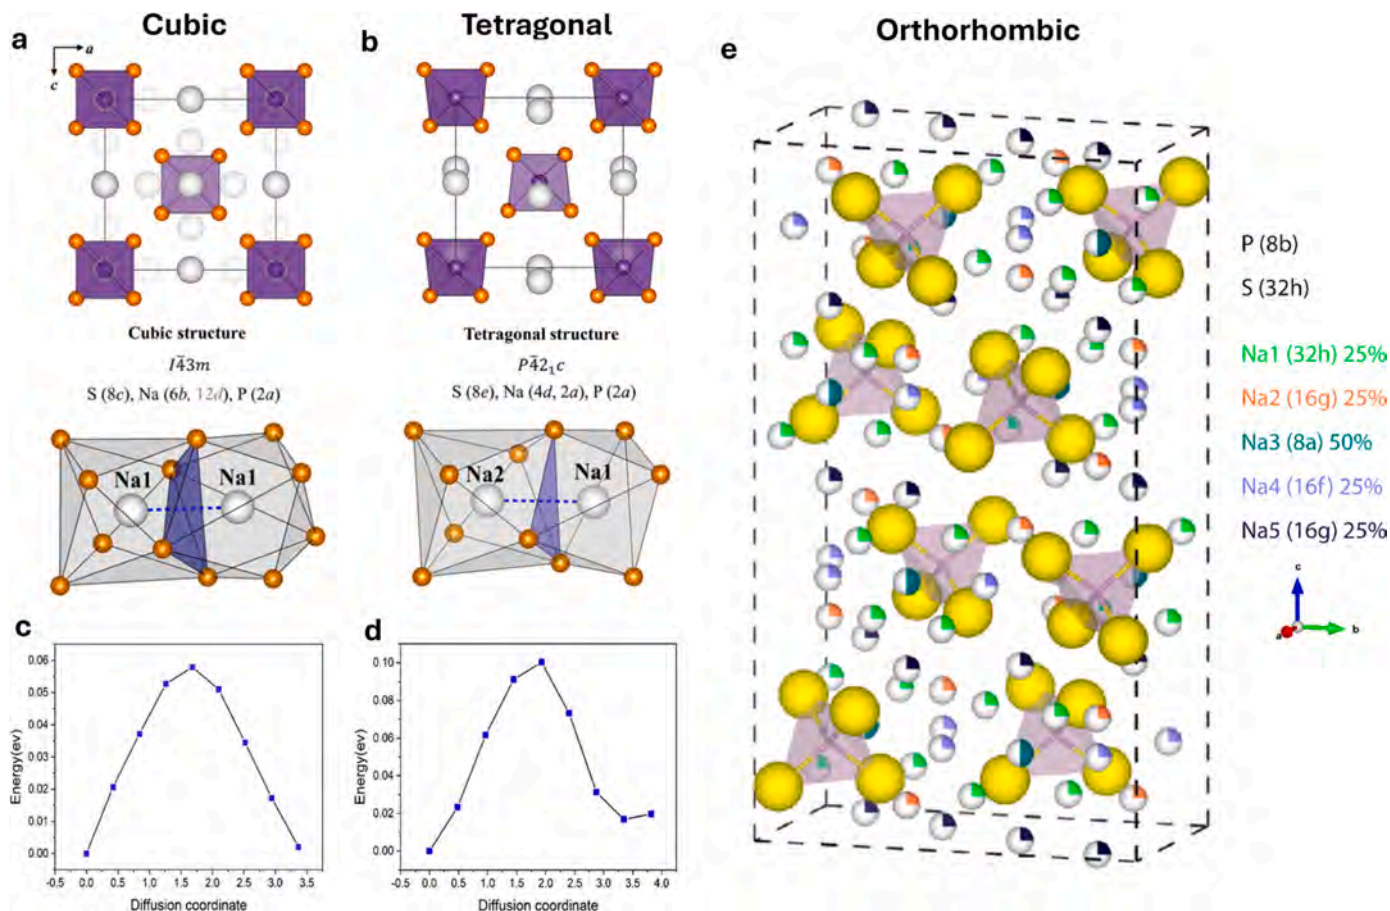 Cubic
Tetragonal
Orthorhombic
a
b
e
a
c
Cubic structure
I4̅3m
S (8c), Na (6b, 12d), P (2a)
Tetragonal structure
P4̅2₁c
S (8e), Na (4d, 2a), P (2a)
Na1
Na1
Na2
Na1
P (8b)
S (32h)
Na1 (32h) 25%
Na2 (16g) 25%
Na3 (8a) 50%
Na4 (16f) 25%
Na5 (16g) 25%
c
a
b
c
Energy(ev)
0.06
0.05
0.04
0.03
0.02
0.01
0.00
-0.5 0.0 0.5 1.0 1.5 2.0 2.5 3.0 3.5
Diffusion coordinate
d
Energy(ev)
0.10
0.08
0.06
0.04
0.02
0.00
-0.5 0.0 0.5 1.0 1.5 2.0 2.5 3.0 3.5 4.0
Diffusion coordinate